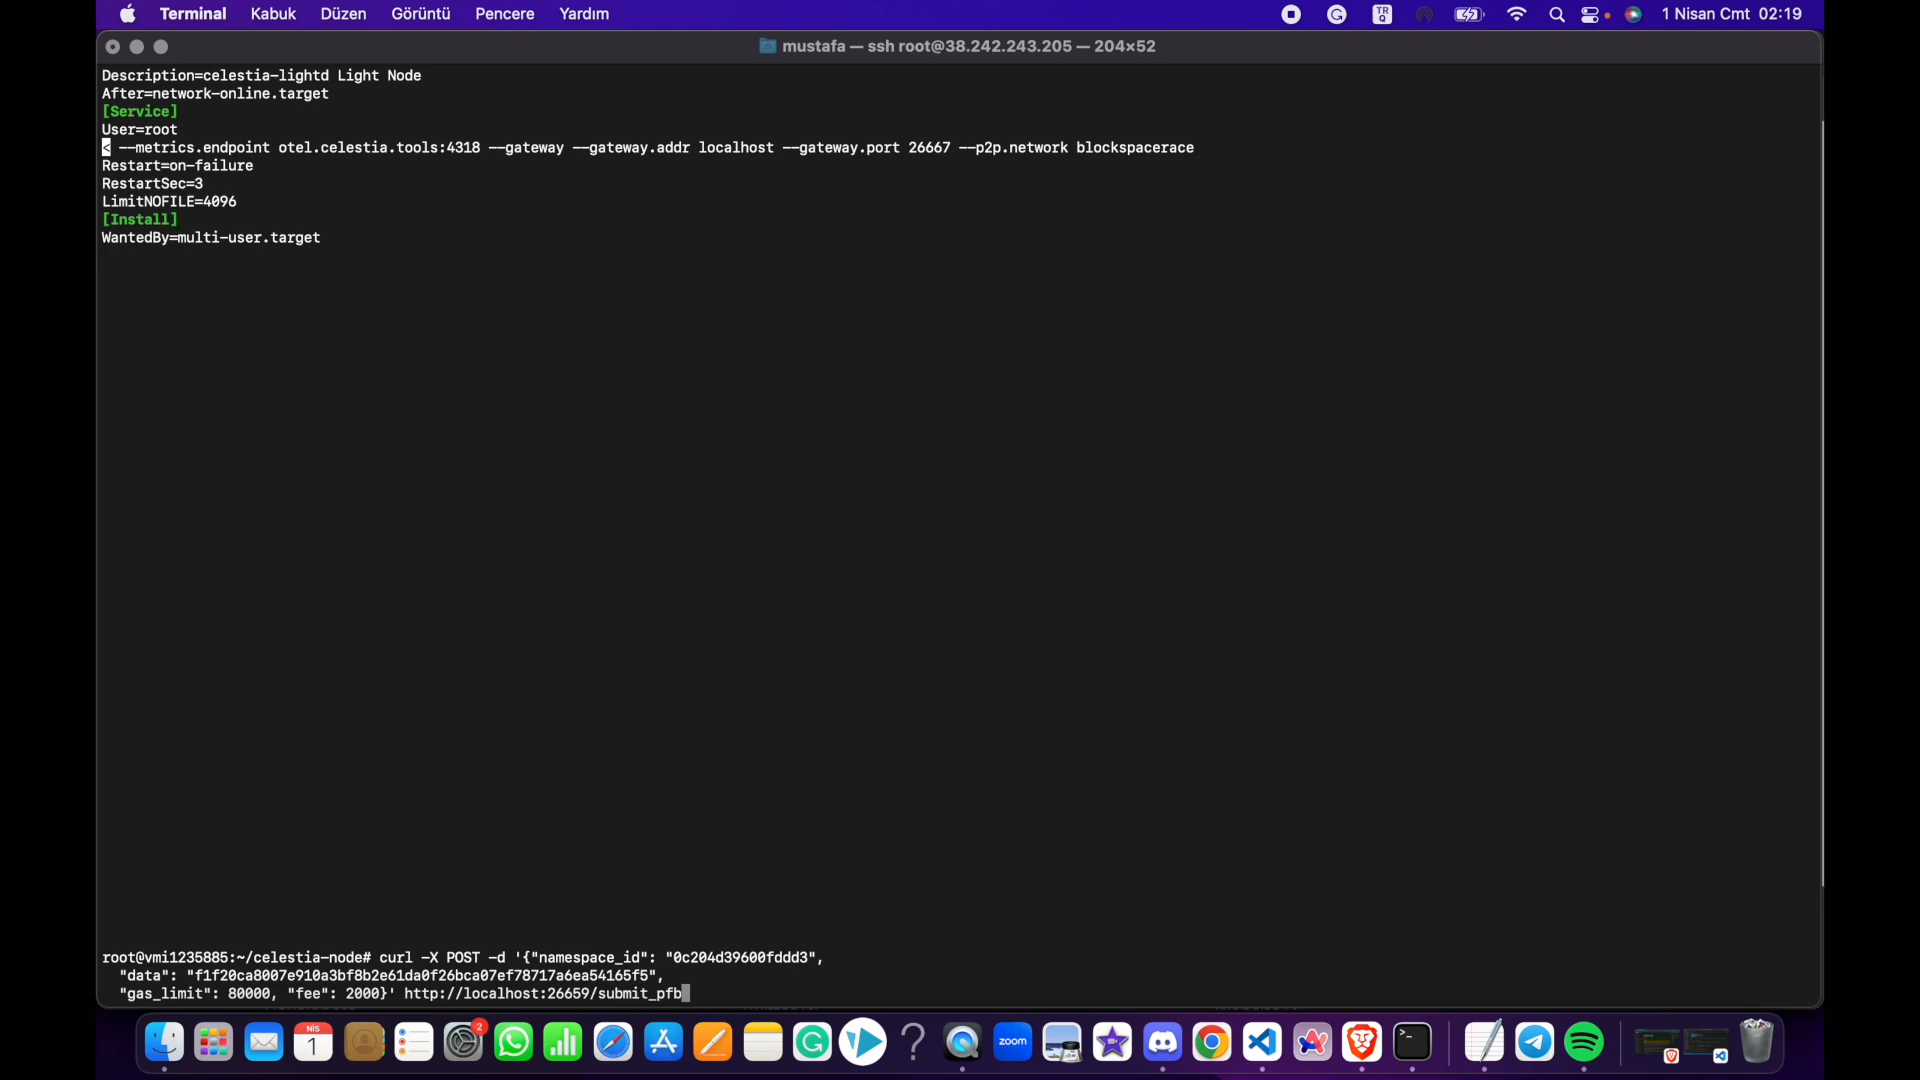 Terminal Kabuk Düzen Görüntü Pencere Yardım TR Q 1 Nisan Cmt 02:19
mustafa — ssh root@38.242.243.205 — 204×52
Description=celestia-lightd Light Node
After=network-online.target
[Service]
User=root
< --metrics.endpoint otel.celestia.tools:4318 --gateway --gateway.addr localhost --gateway.port 26667 --p2p.network blockspacerace
Restart=on-failure
RestartSec=3
LimitNOFILE=4096
[Install]
WantedBy=multi-user.target
root@vmi1235885:~/celestia-node# curl -X POST -d '{"namespace_id": "0c204d39600fddd3",
"data": "f1f20ca8007e910a3bf8b2e61da0f26bca07ef78717a6ea54165f5",
"gas_limit": 80000, "fee": 2000}' http://localhost:26659/submit_pfb
NİS
1
2
zoom